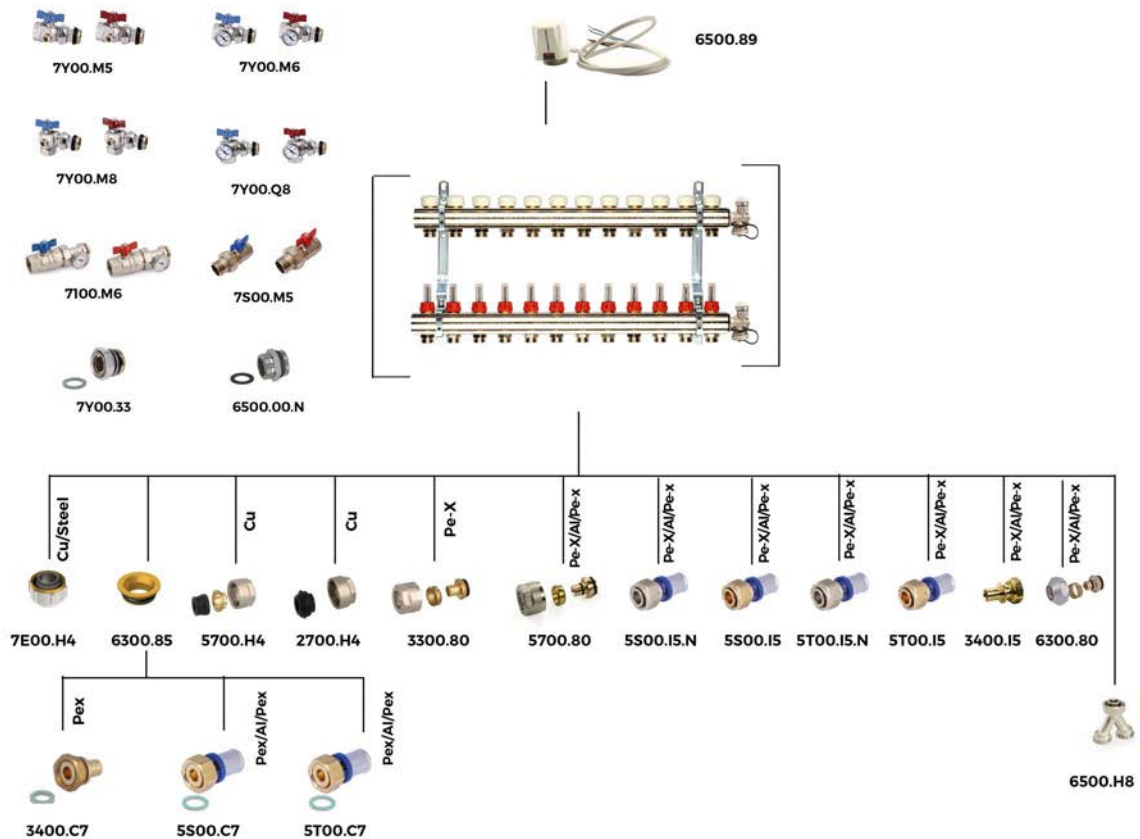 7Y00.M5
7Y00.M6
6500.89
7Y00.M8
7Y00.Q8
7100.M6
7S00.M5
7Y00.33
6500.00.N
Cu/Steel
Cu
Cu
Pe-X
Pe-X/Al/Pe-x
Pe-X/Al/Pe-x
Pe-X/Al/Pe-x
Pe-X/Al/Pe-x
Pe-X/Al/Pe-x
Pe-X/Al/Pe-x
Pe-X/Al/Pe-x
7E00.H4
6300.85
5700.H4
2700.H4
3300.80
5700.80
5S00.I5.N
5S00.I5
5T00.I5.N
5T00.I5
3400.I5
6300.80
Pex
Pex/Al/Pex
Pex/Al/Pex
3400.C7
5S00.C7
5T00.C7
6500.H8